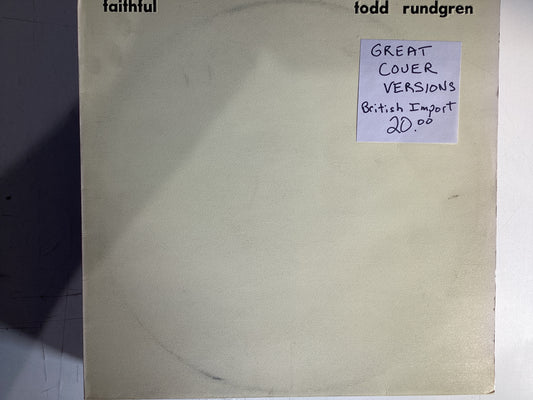 faithful todd rundgren
GREAT
COVER
VERSIONS
British Import
20.00